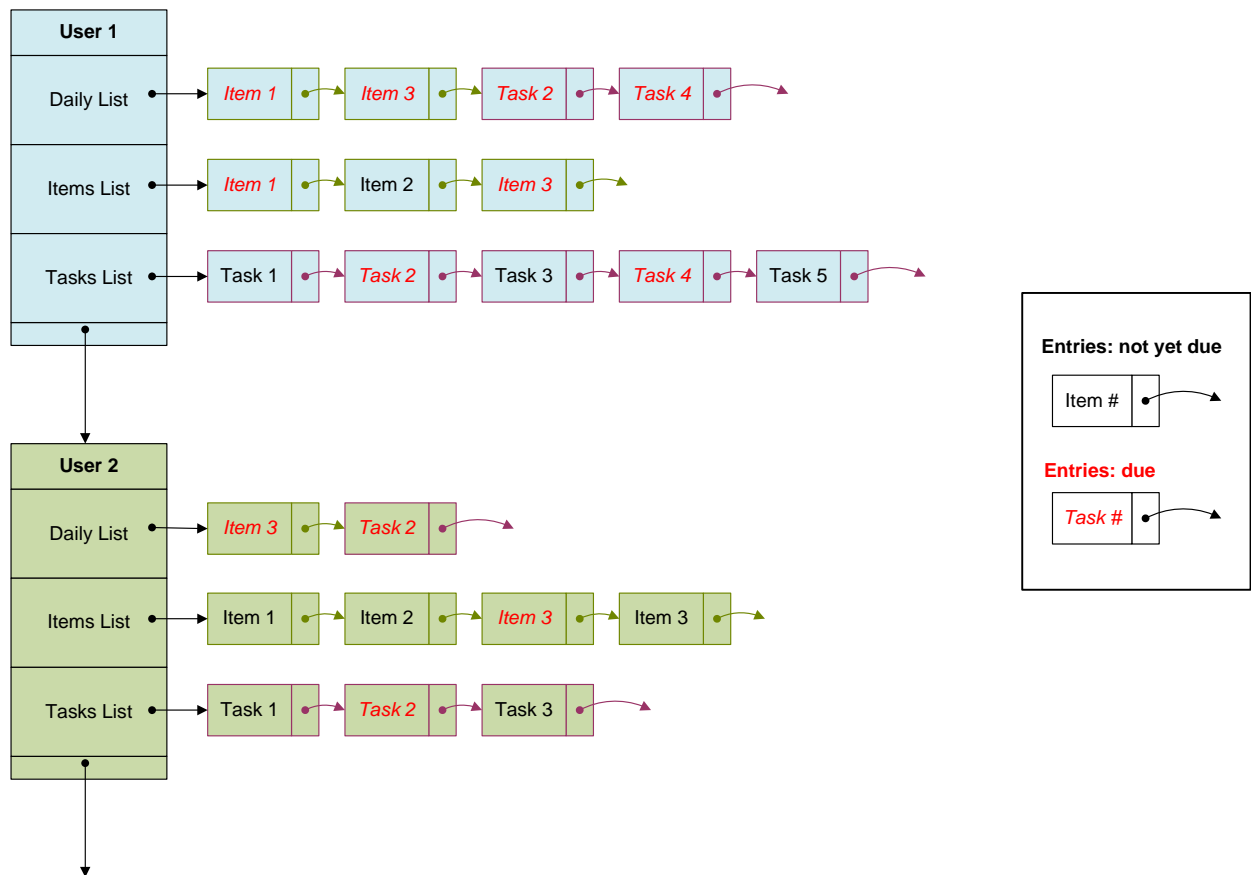 User 1
Daily List
Item 1
Item 3
Task 2
Task 4
Items List
Item 1
Item 2
Item 3
Tasks List
Task 1
Task 2
Task 3
Task 4
Task 5
User 2
Daily List
Item 3
Task 2
Items List
Item 1
Item 2
Item 3
Item 3
Tasks List
Task 1
Task 2
Task 3
Entries: not yet due
Item #
Entries: due
Task #